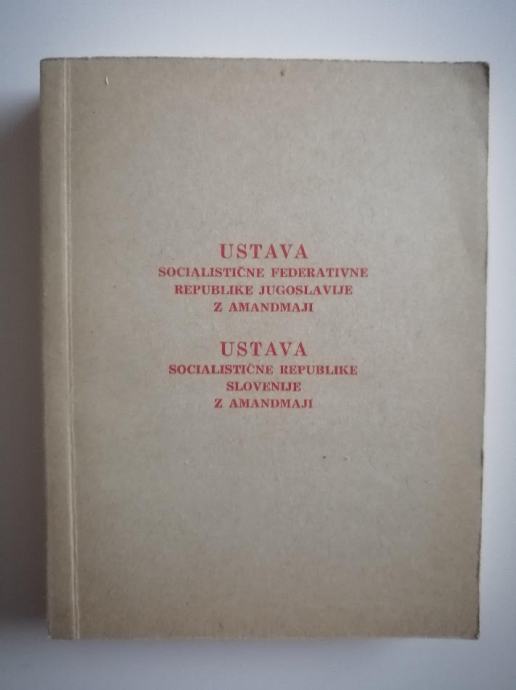 USTAVA
SOCIALISTIČNE FEDERATIVNE
REPUBLIKE JUGOSLAVIJE
Z AMANDMAJI
USTAVA
SOCIALISTIČNE REPUBLIKE
SLOVENIJE
Z AMANDMAJI